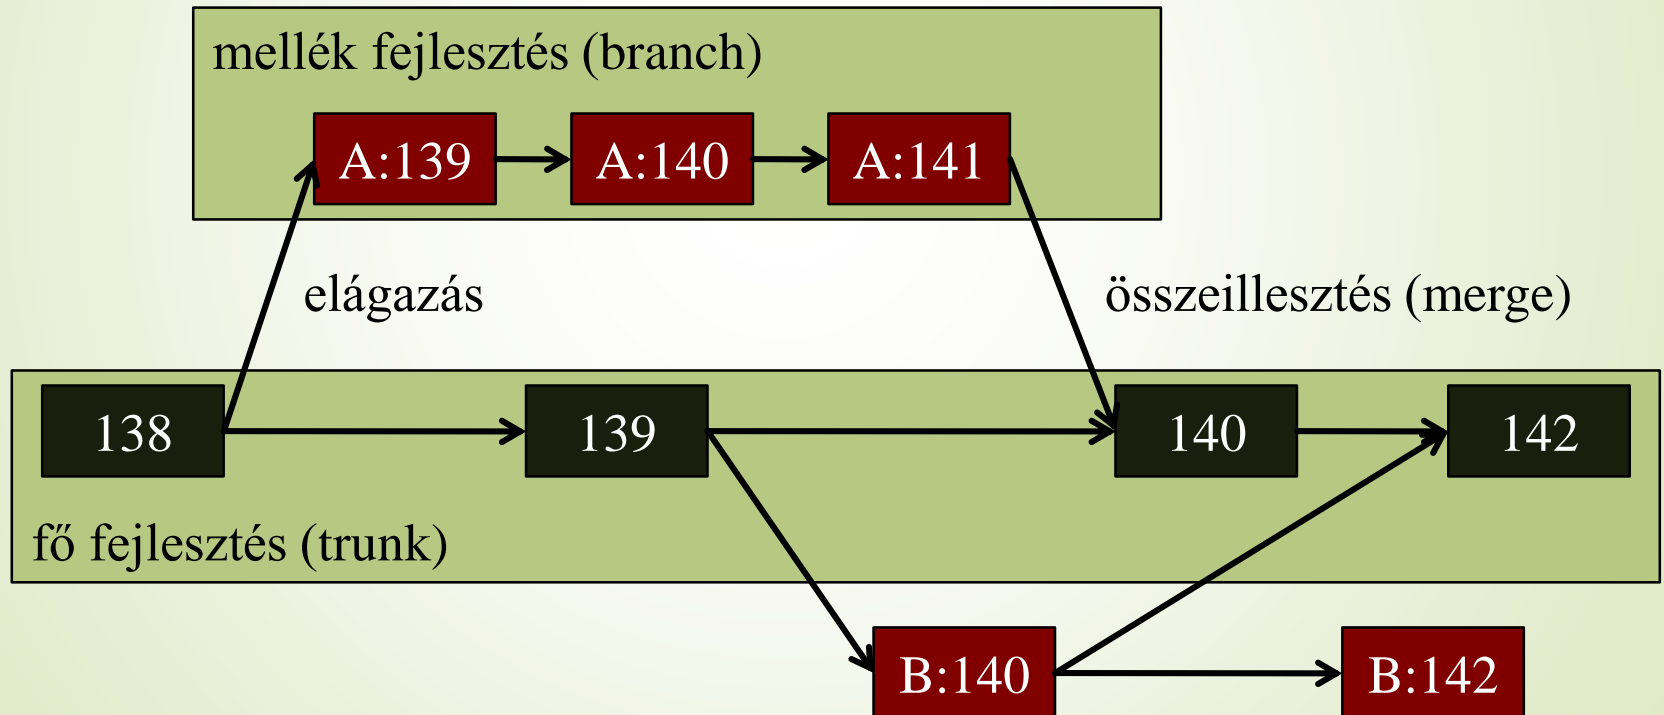 mellék fejlesztés (branch)
A:139 A:140 A:141
elágazás összeillesztés (merge)
138 139 140 142
fő fejlesztés (trunk)
B:140 B:142